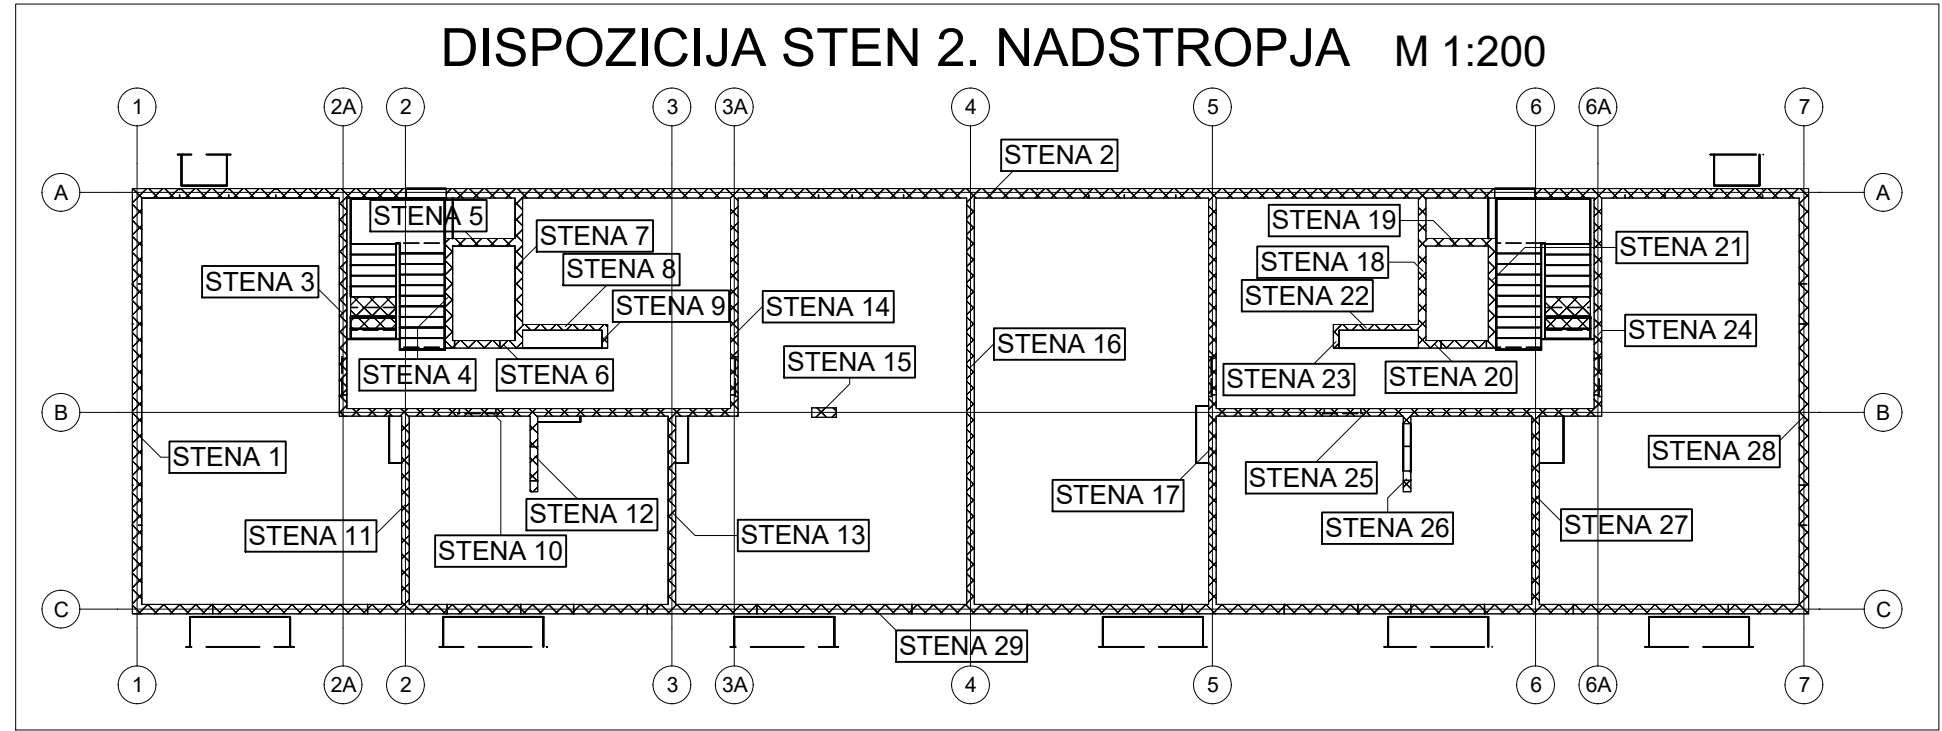 DISPOZICIJA STEN 2. NADSTROPJA M 1:200
1 2A 2 3 3A 4 5 6 6A 7
STENA 2
A A
STENA 5
STENA 19
STENA 7
STENA 21
STENA 18
STENA 8
STENA 3
STENA 22
STENA 9
STENA 14
STENA 24
STENA 16
STENA 15
STENA 4
STENA 6
STENA 23
STENA 20
B B
STENA 28
STENA 1
STENA 25
STENA 17
STENA 12
STENA 27
STENA 26
STENA 11
STENA 13
STENA 10
C C
STENA 29
1 2A 2 3 3A 4 5 6 6A 7